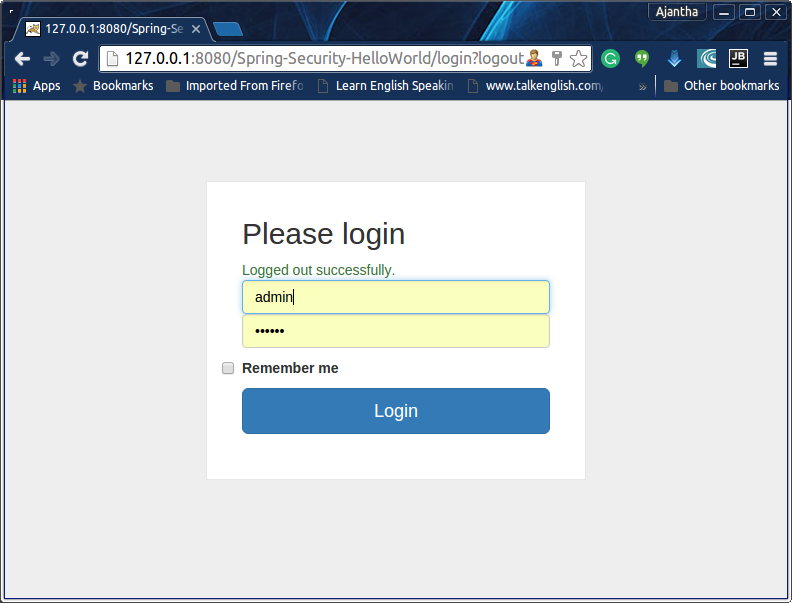 Ajantha
127.0.0.1:8080/Spring-Se
127.0.0.1:8080/Spring-Security-HelloWorld/login?logout
Apps Bookmarks Imported From Firefo Learn English Speakin www.talkenglish.com/ » Other bookmarks
JB
Please login
Logged out successfully.
admin
••••••
Remember me
Login